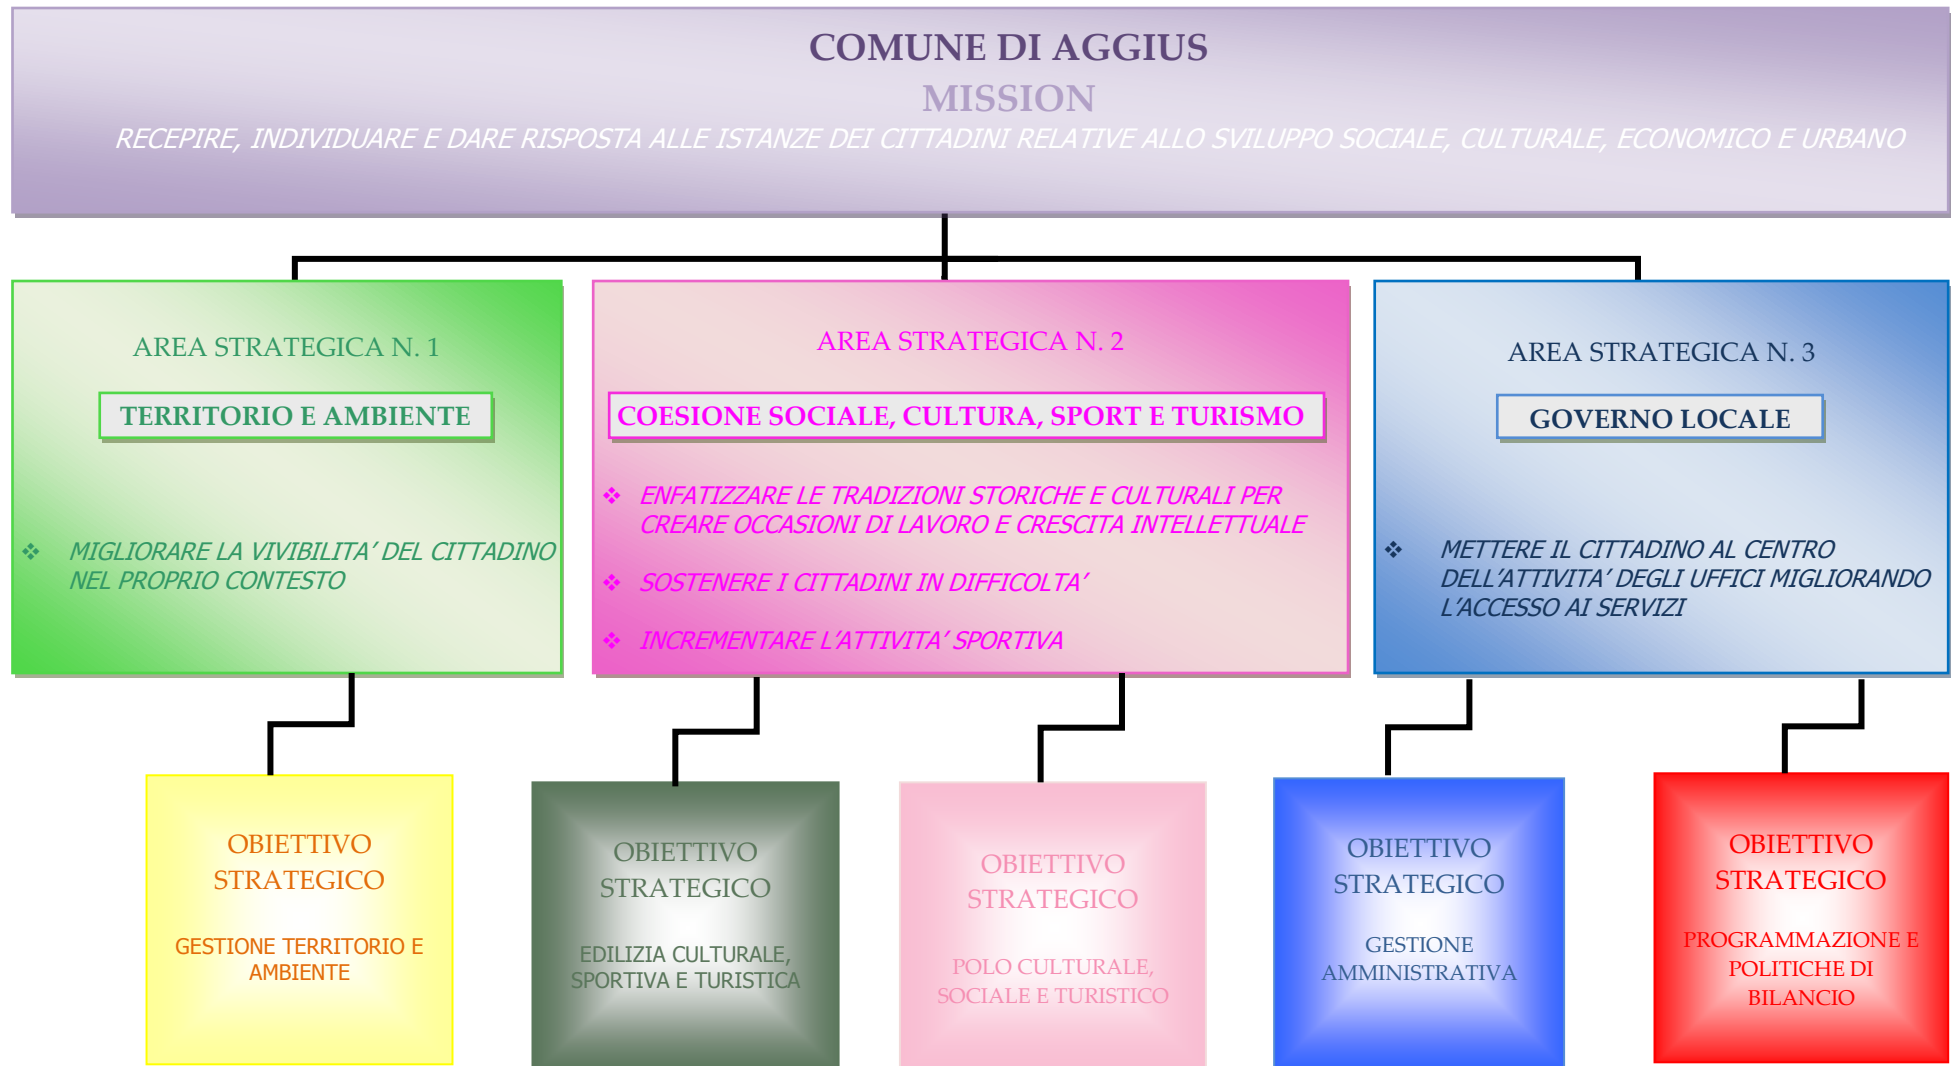 COMUNE DI AGGIUS
MISSION
RECEPIRE, INDIVIDUARE E DARE RISPOSTA ALLE ISTANZE DEI CITTADINI RELATIVE ALLO SVILUPPO SOCIALE, CULTURALE, ECONOMICO E URBANO
AREA STRATEGICA N. 1
TERRITORIO E AMBIENTE
❖ MIGLIORARE LA VIVIBILITA’ DEL CITTADINO
NEL PROPRIO CONTESTO
AREA STRATEGICA N. 2
COESIONE SOCIALE, CULTURA, SPORT E TURISMO
❖ ENFATIZZARE LE TRADIZIONI STORICHE E CULTURALI PER
CREARE OCCASIONI DI LAVORO E CRESCITA INTELLETTUALE
❖ SOSTENERE I CITTADINI IN DIFFICOLTA’
❖ INCREMENTARE L’ATTIVITA’ SPORTIVA
AREA STRATEGICA N. 3
GOVERNO LOCALE
❖ METTERE IL CITTADINO AL CENTRO
DELL’ATTIVITA’ DEGLI UFFICI MIGLIORANDO
L’ACCESSO AI SERVIZI
OBIETTIVO
STRATEGICO
GESTIONE TERRITORIO E
AMBIENTE
OBIETTIVO
STRATEGICO
EDILIZIA CULTURALE,
SPORTIVA E TURISTICA
OBIETTIVO
STRATEGICO
POLO CULTURALE,
SOCIALE E TURISTICO
OBIETTIVO
STRATEGICO
GESTIONE
AMMINISTRATIVA
OBIETTIVO
STRATEGICO
PROGRAMMAZIONE E
POLITICHE DI
BILANCIO